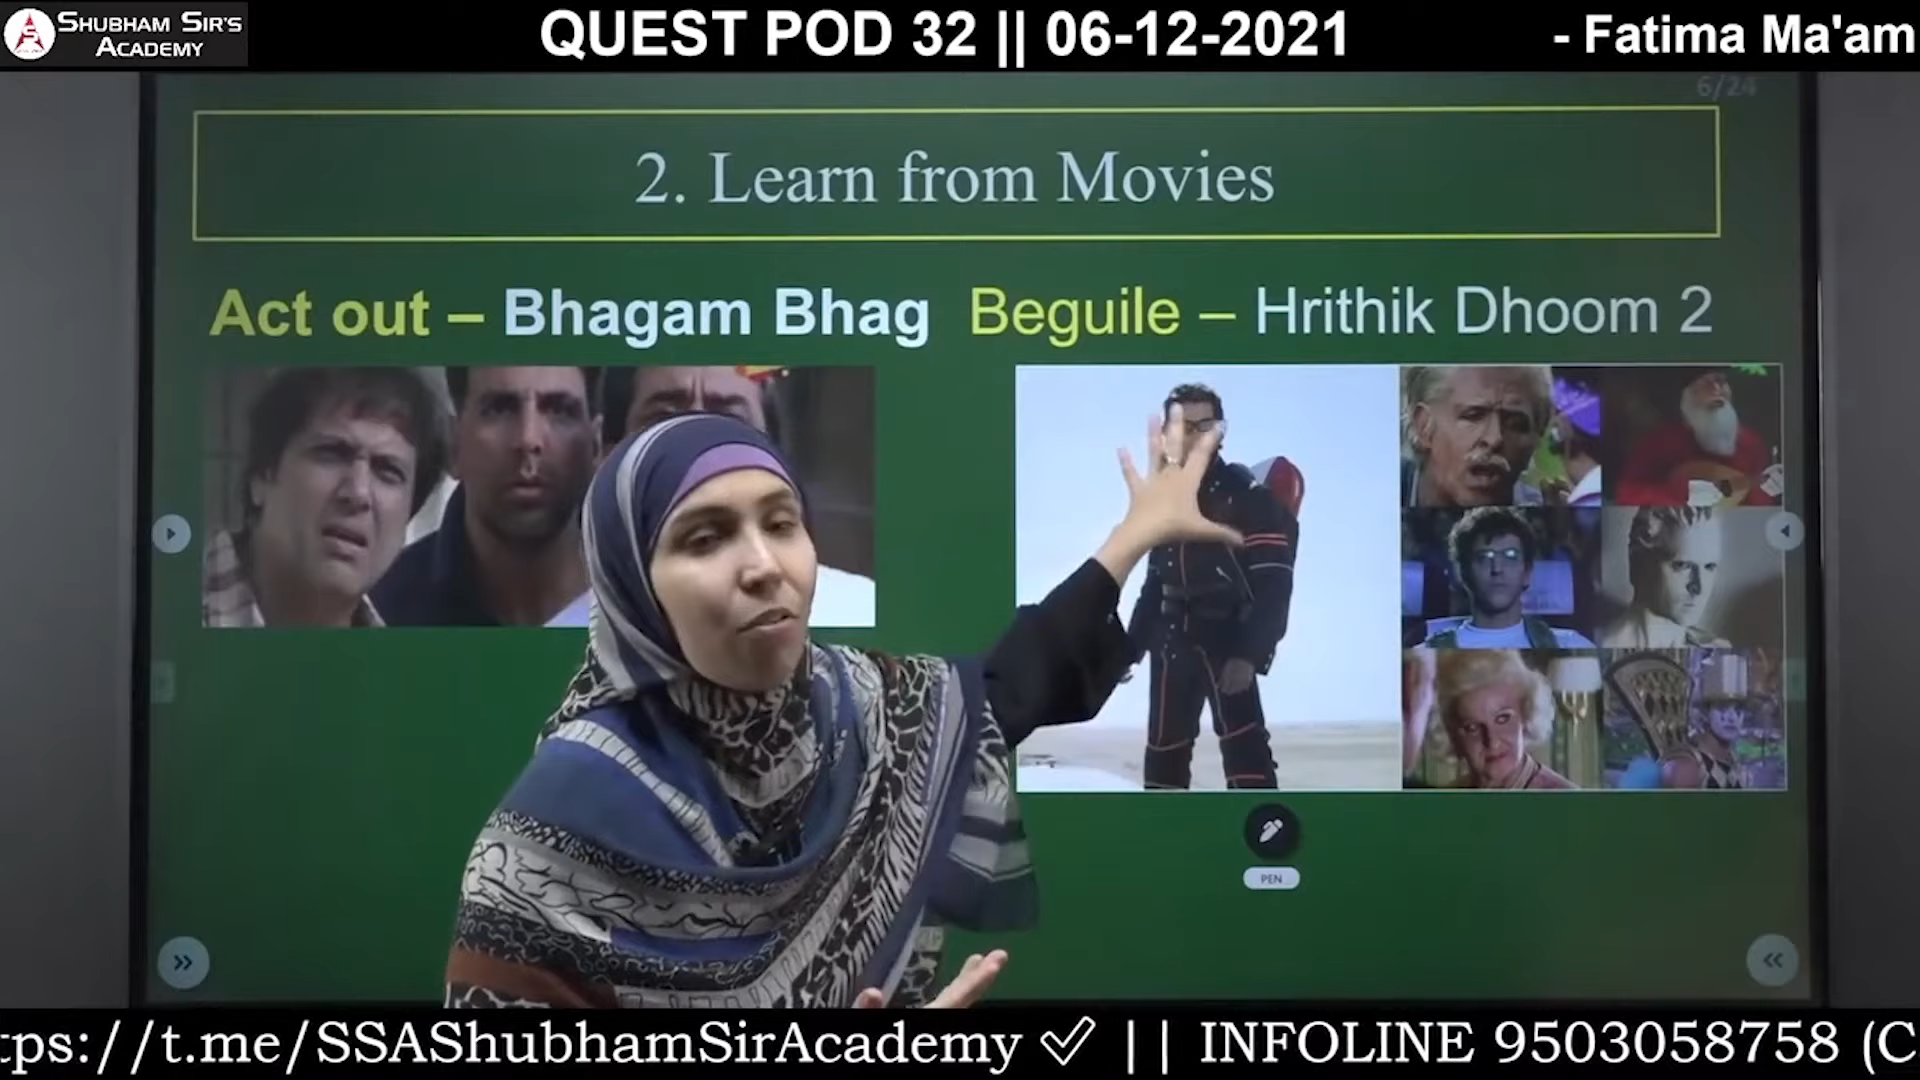 SHUBHAM SIR'S
ACADEMY
QUEST POD 32 || 06-12-2021
- Fatima Ma'am
6/24
2. Learn from Movies
Act out – Bhagam Bhag
Beguile – Hrithik Dhoom 2
PEN
tps://t.me/SSAShubhamSirAcademy ✓ || INFOLINE 9503058758 (C